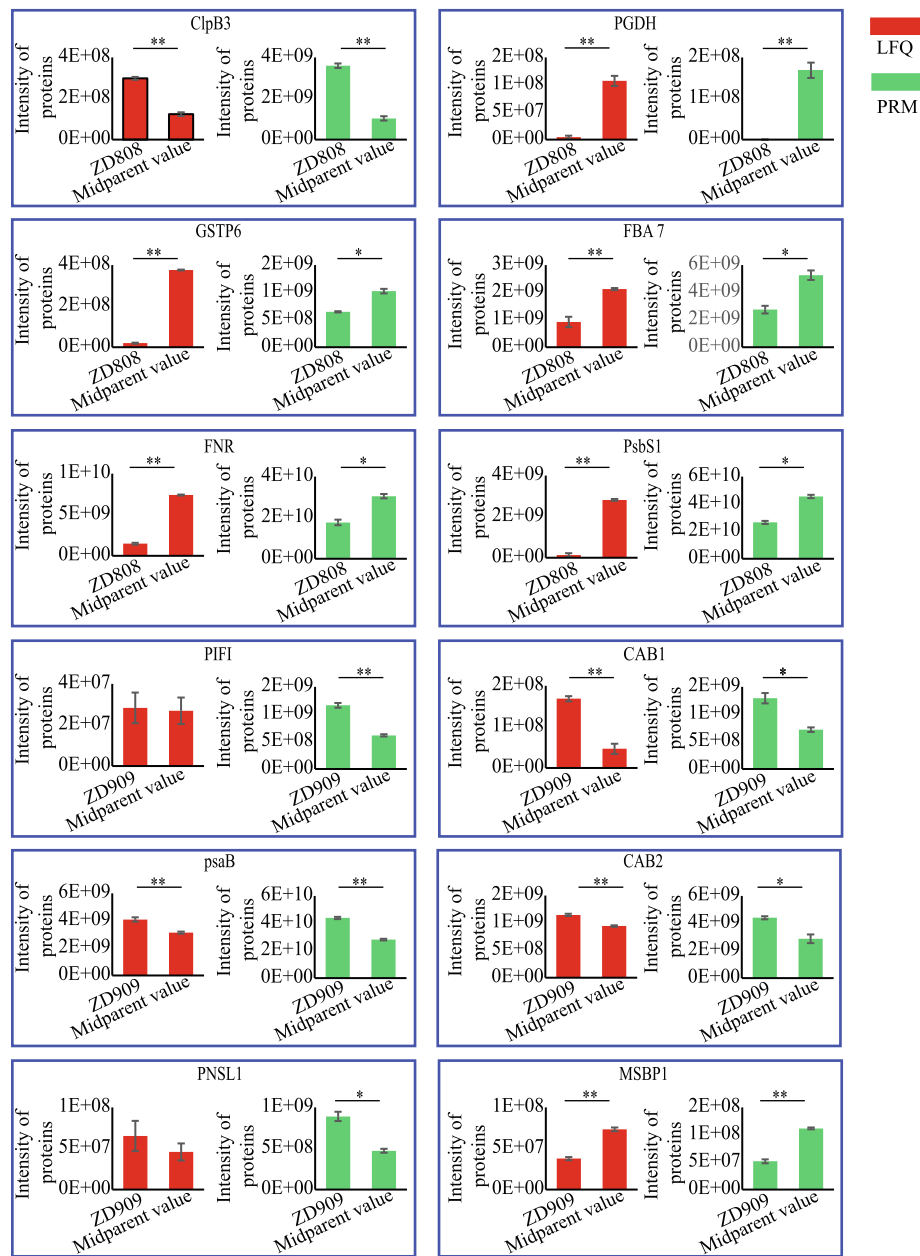 ClpB3
Intensity of proteins
4E+08
2E+08
0E+00
**
ZD808
Midparent value
Intensity of proteins
4E+09
2E+09
0E+00
**
ZD808
Midparent value
PGDH
Intensity of proteins
2E+08
1E+08
5E+07
0E+00
**
ZD808
Midparent value
Intensity of proteins
2E+08
0E+00
**
ZD808
Midparent value
LFQ
PRM
GSTP6
Intensity of proteins
4E+08
2E+08
0E+00
**
ZD808
Midparent value
Intensity of proteins
2E+09
1E+09
5E+08
0E+00
*
ZD808
Midparent value
FBA 7
Intensity of proteins
3E+09
2E+09
1E+09
0E+00
**
ZD808
Midparent value
Intensity of proteins
6E+09
4E+09
2E+09
0E+00
*
ZD808
Midparent value
FNR
Intensity of proteins
1E+10
5E+09
0E+00
**
ZD808
Midparent value
Intensity of proteins
4E+10
2E+10
0E+00
*
ZD808
Midparent value
PsbS1
Intensity of proteins
4E+09
2E+09
0E+00
**
ZD808
Midparent value
Intensity of proteins
6E+10
4E+10
2E+10
0E+00
*
ZD808
Midparent value
PIFI
Intensity of proteins
4E+07
2E+07
0E+00
ZD909
Midparent value
Intensity of proteins
2E+09
1E+09
5E+08
0E+00
**
ZD909
Midparent value
CAB1
Intensity of proteins
2E+08
1E+08
0E+00
**
ZD909
Midparent value
Intensity of proteins
2E+09
1E+09
5E+08
0E+00
*
ZD909
Midparent value
psaB
Intensity of proteins
6E+09
4E+09
2E+09
0E+00
**
ZD909
Midparent value
Intensity of proteins
6E+10
4E+10
2E+10
0E+00
**
ZD909
Midparent value
CAB2
Intensity of proteins
2E+09
1E+09
5E+08
0E+00
**
ZD909
Midparent value
Intensity of proteins
6E+09
4E+09
2E+09
0E+00
*
ZD909
Midparent value
PNSL1
Intensity of proteins
1E+08
5E+07
0E+00
ZD909
Midparent value
Intensity of proteins
1E+09
5E+08
0E+00
*
ZD909
Midparent value
MSBP1
Intensity of proteins
1E+08
5E+07
0E+00
**
ZD909
Midparent value
Intensity of proteins
2E+08
1E+08
5E+07
0E+00
**
ZD909
Midparent value